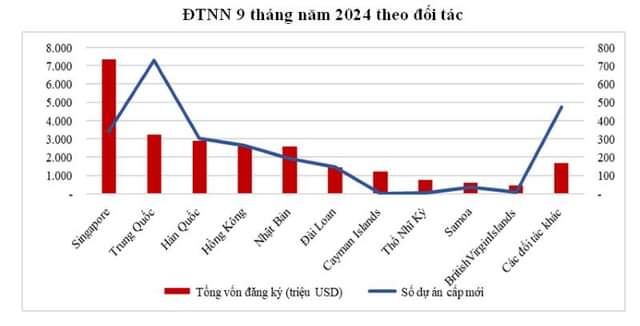 ĐTNN 9 tháng năm 2024 theo đối tác
8.000 800
7.000 700
6.000 600
5.000 500
4.000 400
3.000 300
2.000 200
1.000 100
- -
Singapore
Trung Quốc
Hàn Quốc
Hồng Kông
Nhật Bản
Đài Loan
Cayman Islands
Thổ Nhĩ Kỳ
Samoa
BritishVirginIslands
Các đối tác khác
Tổng vốn đăng ký (triệu USD) Số dự án cấp mới